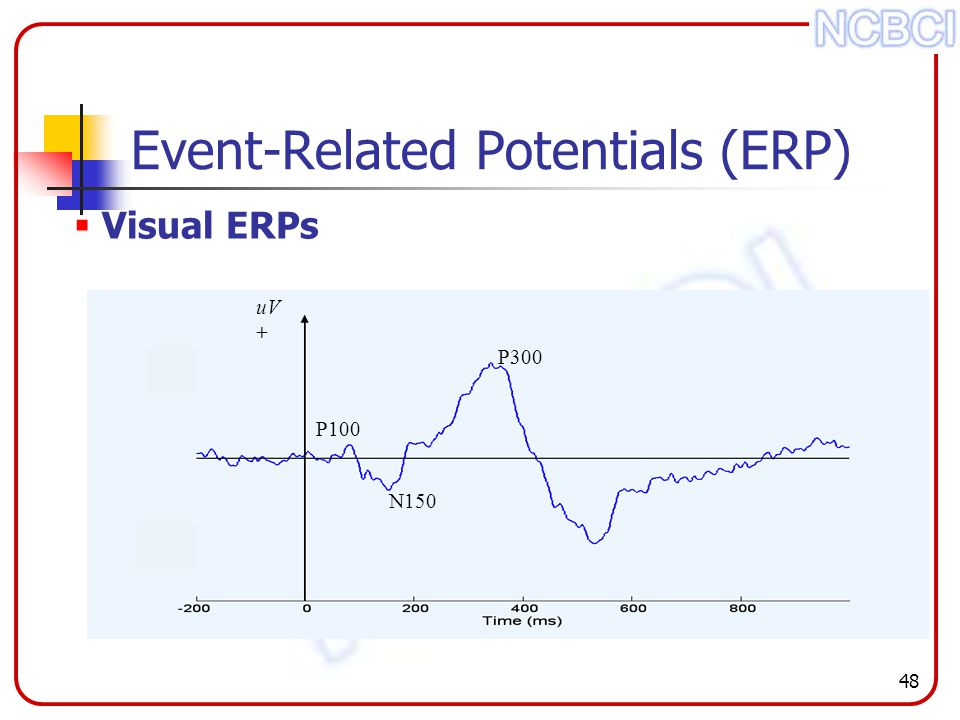 NCBCI
Event-Related Potentials (ERP)
Visual ERPs
uV
+
P300
P100
N150
-200 0 200 400 600 800
Time (ms)
48